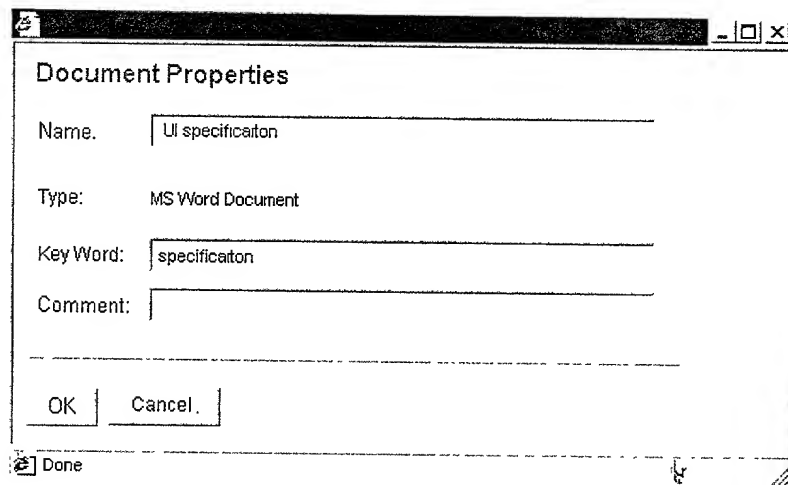 Document Properties
Name. UI specificaiton
Type: MS Word Document
Key Word: specificaiton
Comment:
OK Cancel.
Done